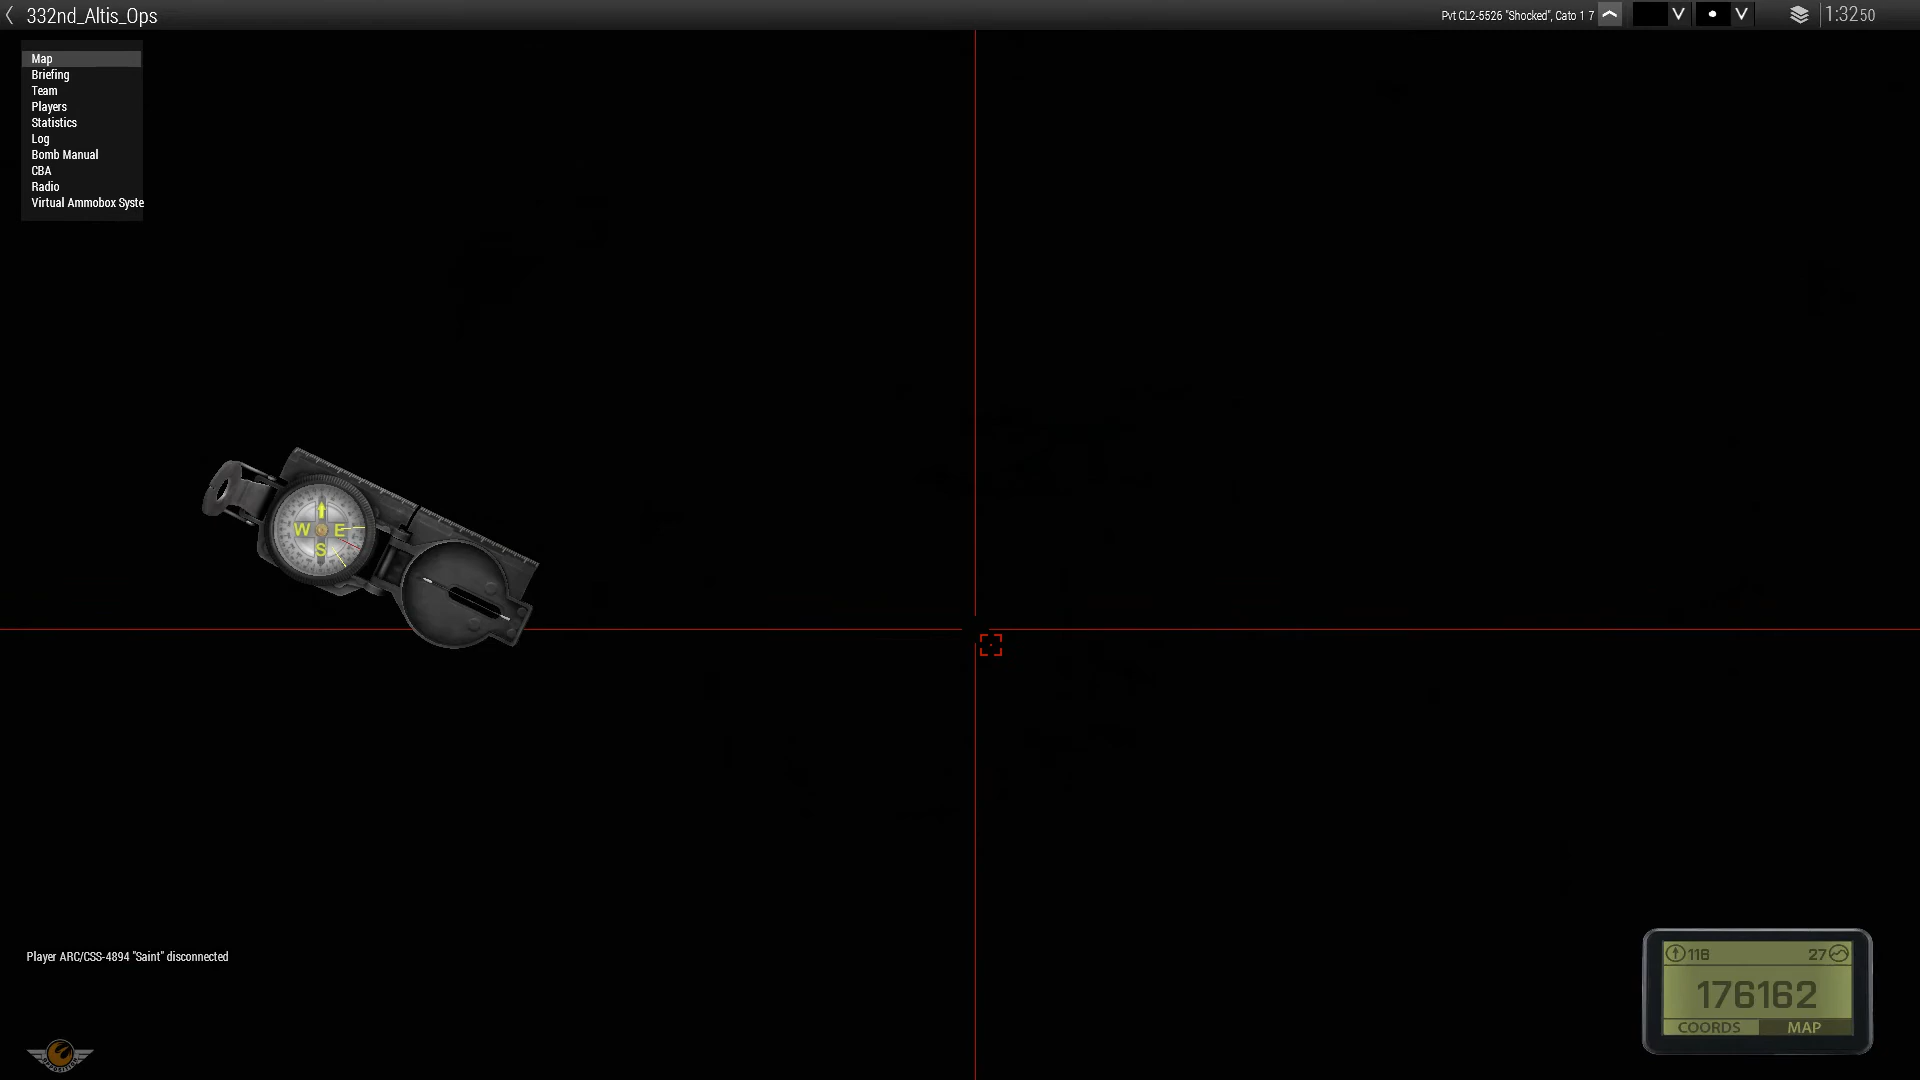 332nd_Altis_Ops
Pvt CL2-5526 "Shocked", Cato 1 7
1:32 50
Map
Briefing
Team
Players
Statistics
Log
Bomb Manual
CBA
Radio
Virtual Ammobox Syste
W E
S
Player ARC/CSS-4894 "Saint" disconnected
118 27
176162
COORDS MAP